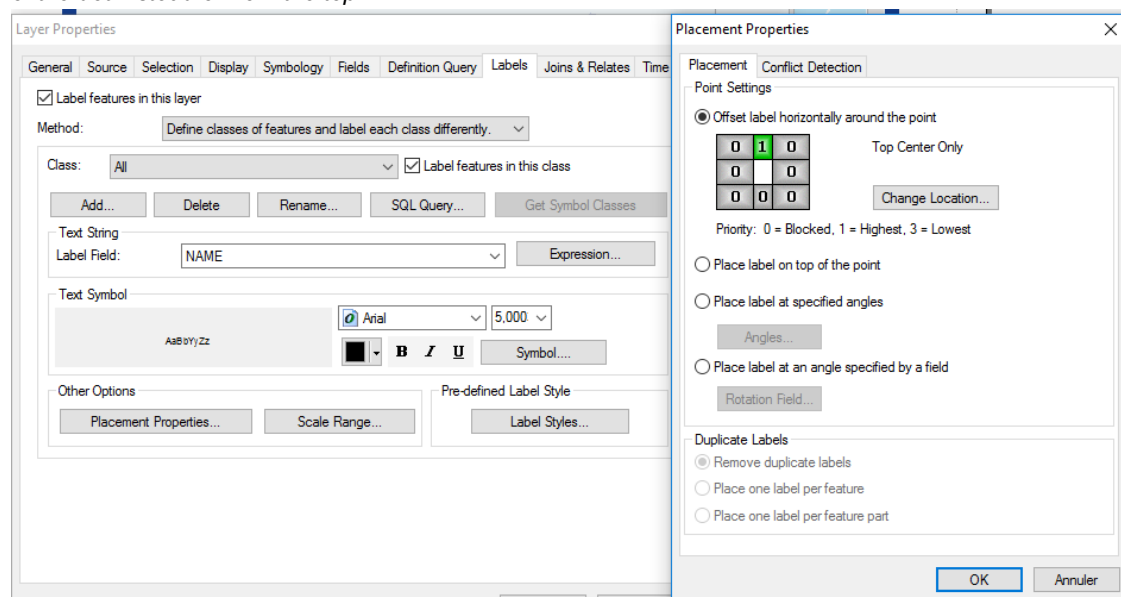 Layer Properties
General Source Selection Display Symbology Fields Definition Query Labels Joins & Relates Time
Label features in this layer
Method: Define classes of features and label each class differently.
Class: All Label features in this class
Add... Delete Rename... SQL Query... Get Symbol Classes
Text String
Label Field: NAME Expression...
Text Symbol
AaBbYyZz
Arial 5,000
B I U Symbol....
Other Options
Placement Properties... Scale Range...
Pre-defined Label Style
Label Styles...
Placement Properties
Placement Conflict Detection
Point Settings
Offset label horizontally around the point
0 1 0 Top Center Only
0 0
0 0 0 Change Location...
Priority: 0 = Blocked, 1 = Highest, 3 = Lowest
Place label on top of the point
Place label at specified angles
Angles...
Place label at an angle specified by a field
Rotation Field...
Duplicate Labels
Remove duplicate labels
Place one label per feature
Place one label per feature part
OK Annuler